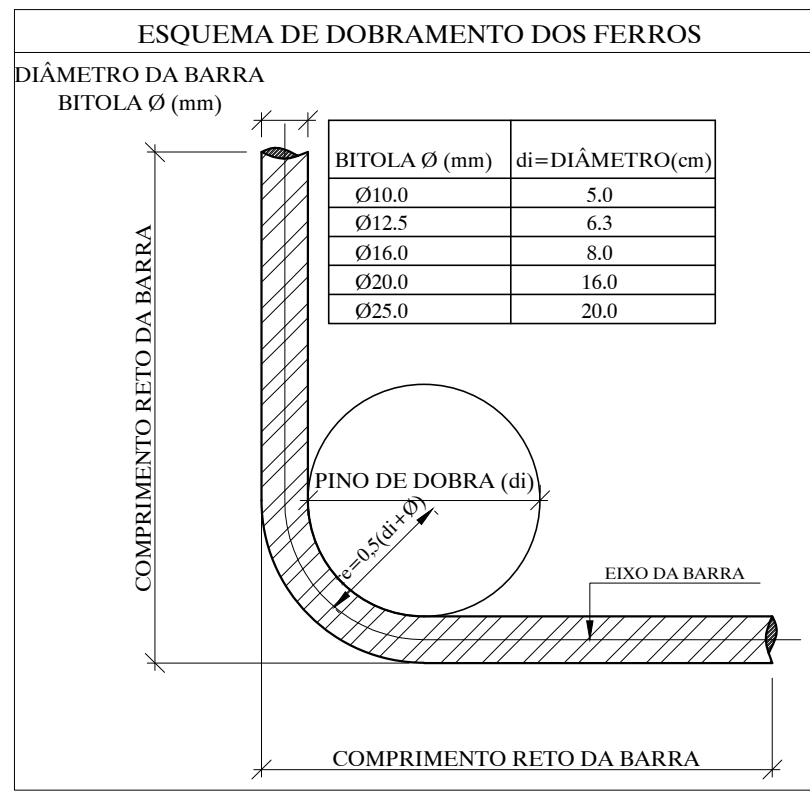 ESQUEMA DE DOBRAMENTO DOS FERROS
DIÂMETRO DA BARRA
BITOLA Ø (mm)
BITOLA Ø (mm) di=DIÂMETRO(cm)
Ø10.0 5.0
Ø12.5 6.3
Ø16.0 8.0
Ø20.0 16.0
Ø25.0 20.0
COMPRIMENTO RETO DA BARRA
PINO DE DOBRA (di)
re=0,5(di+Ø)
EIXO DA BARRA
COMPRIMENTO RETO DA BARRA